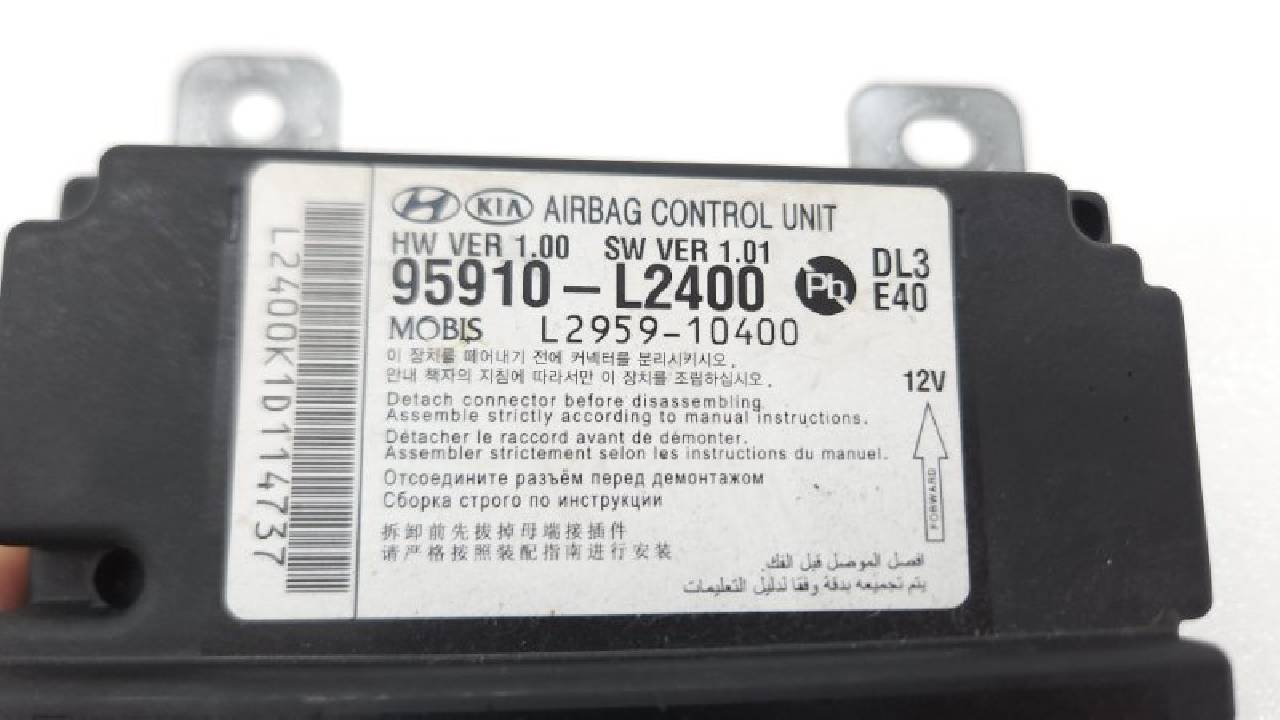 KIA AIRBAG CONTROL UNIT
HW VER 1.00 SW VER 1.01
95910-L2400
Pb
DL3
E40
MOBIS L2959-10400
이 장치를 떼어내기 전에 커넥터를 분리시키시오.
안내 책자의 지침에 따라서만 이 장치를 조립하십시오.
12V
Detach connector before disassembling
Assemble strictly according to manual instructions.
Détacher le raccord avant de démonter.
Assembler strictement selon les instructions du manuel.
FORWARD
Отсоедините разъём перед демонтажом
Сборка строго по инструкции
拆卸前先拔掉母端接插件
请严格按照装配指南进行安装
افصل الموصل قبل الفك.
يتم تجميعه بدقة وفقا لدليل التعليمات
L2400K1D114737